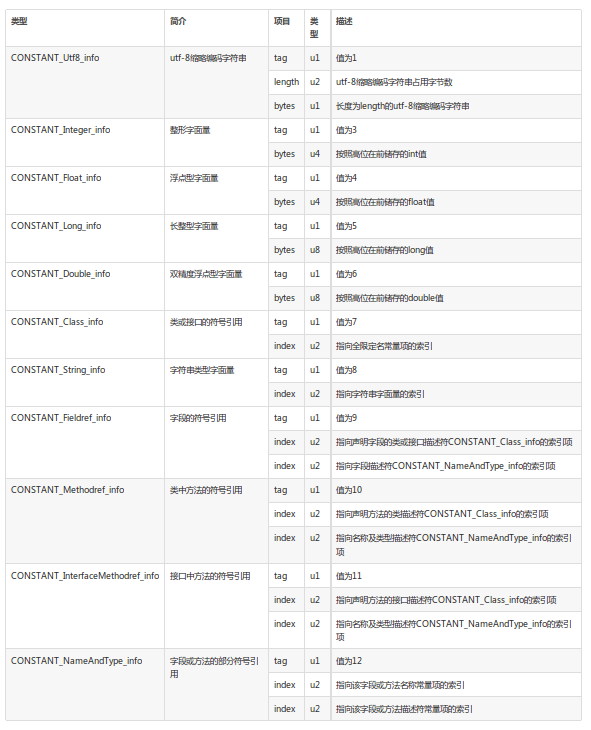 类型 简介 项目 类型 描述
CONSTANT_Utf8_info utf-8缩略编码字符串 tag u1 值为1
length u2 utf-8缩略编码字符串占用字节数
bytes u1 长度为length的utf-8缩略编码字符串
CONSTANT_Integer_info 整形字面量 tag u1 值为3
bytes u4 按照高位在前储存的int值
CONSTANT_Float_info 浮点型字面量 tag u1 值为4
bytes u4 按照高位在前储存的float值
CONSTANT_Long_info 长整型字面量 tag u1 值为5
bytes u8 按照高位在前储存的long值
CONSTANT_Double_info 双精度浮点型字面量 tag u1 值为6
bytes u8 按照高位在前储存的double值
CONSTANT_Class_info 类或接口的符号引用 tag u1 值为7
index u2 指向全限定名常量项的索引
CONSTANT_String_info 字符串类型字面量 tag u1 值为8
index u2 指向字符串字面量的索引
CONSTANT_Fieldref_info 字段的符号引用 tag u1 值为9
index u2 指向声明字段的类或接口描述符CONSTANT_Class_info的索引项
index u2 指向字段描述符CONSTANT_NameAndType_info的索引项
CONSTANT_Methodref_info 类中方法的符号引用 tag u1 值为10
index u2 指向声明方法的类描述符CONSTANT_Class_info的索引项
index u2 指向名称及类型描述符CONSTANT_NameAndType_info的索引
项
CONSTANT_InterfaceMethodref_info 接口中方法的符号引用 tag u1 值为11
index u2 指向声明方法的接口描述符CONSTANT_Class_info的索引项
index u2 指向名称及类型描述符CONSTANT_NameAndType_info的索引
项
CONSTANT_NameAndType_info 字段或方法的部分符号引 tag u1 值为12
用
index u2 指向该字段或方法名称常量项的索引
index u2 指向该字段或方法描述符常量项的索引